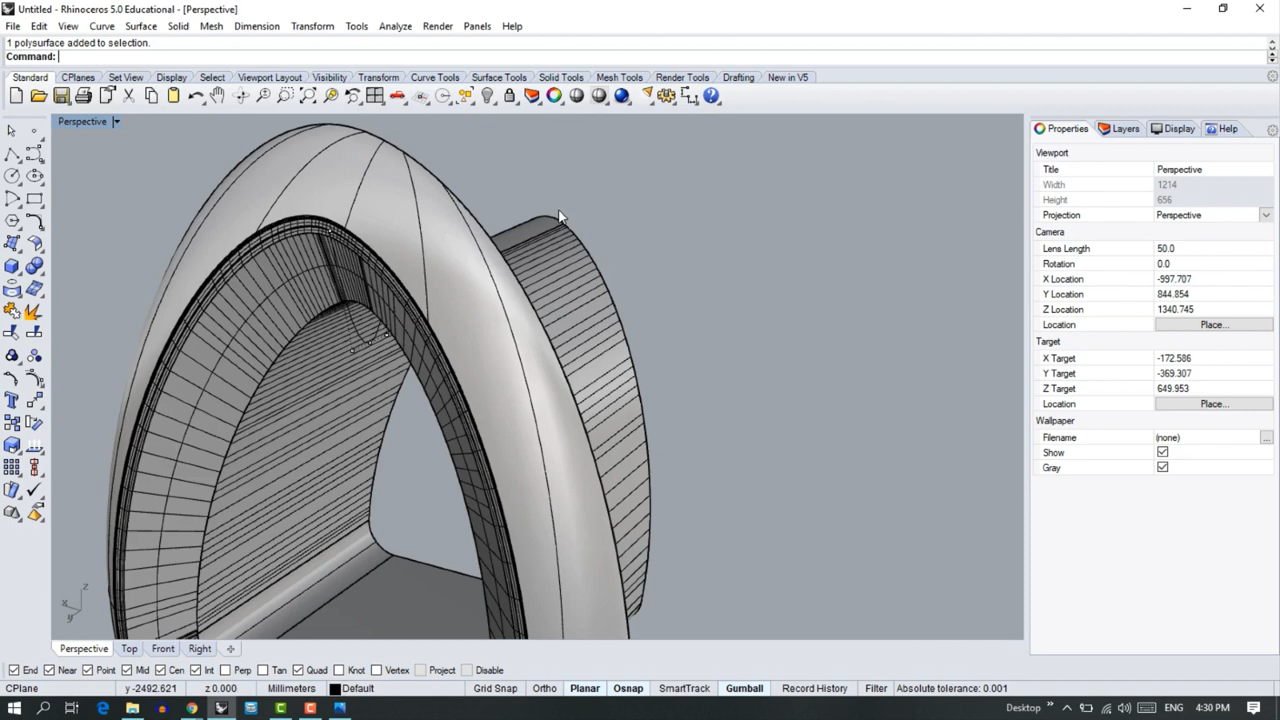 Untitled - Rhinoceros 5.0 Educational - [Perspective]
File Edit View Curve Surface Solid Mesh Dimension Transform Tools Analyze Render Panels Help
1 polysurface added to selection.
Command:
Standard CPlanes Set View Display Select Viewport Layout Visibility Transform Curve Tools Surface Tools Solid Tools Mesh Tools Render Tools Drafting New in V5
Perspective
Properties Layers Display Help
Viewport
Title Perspective
Width 1214
Height 656
Projection Perspective
Camera
Lens Length 50.0
Rotation 0.0
X Location -997.707
Y Location 844.854
Z Location 1340.745
Location Place...
Target
X Target -172.586
Y Target -369.307
Z Target 649.953
Location Place...
Wallpaper
Filename (none) ...
Show
Gray
z
x
y
Perspective Top Front Right
End Near Point Mid Cen Int Perp Tan Quad Knot Vertex Project Disable
CPlane y -2492.621 z 0.000 Millimeters Default Grid Snap Ortho Planar Osnap SmartTrack Gumball Record History Filter Absolute tolerance: 0.001
Desktop ENG 4:30 PM